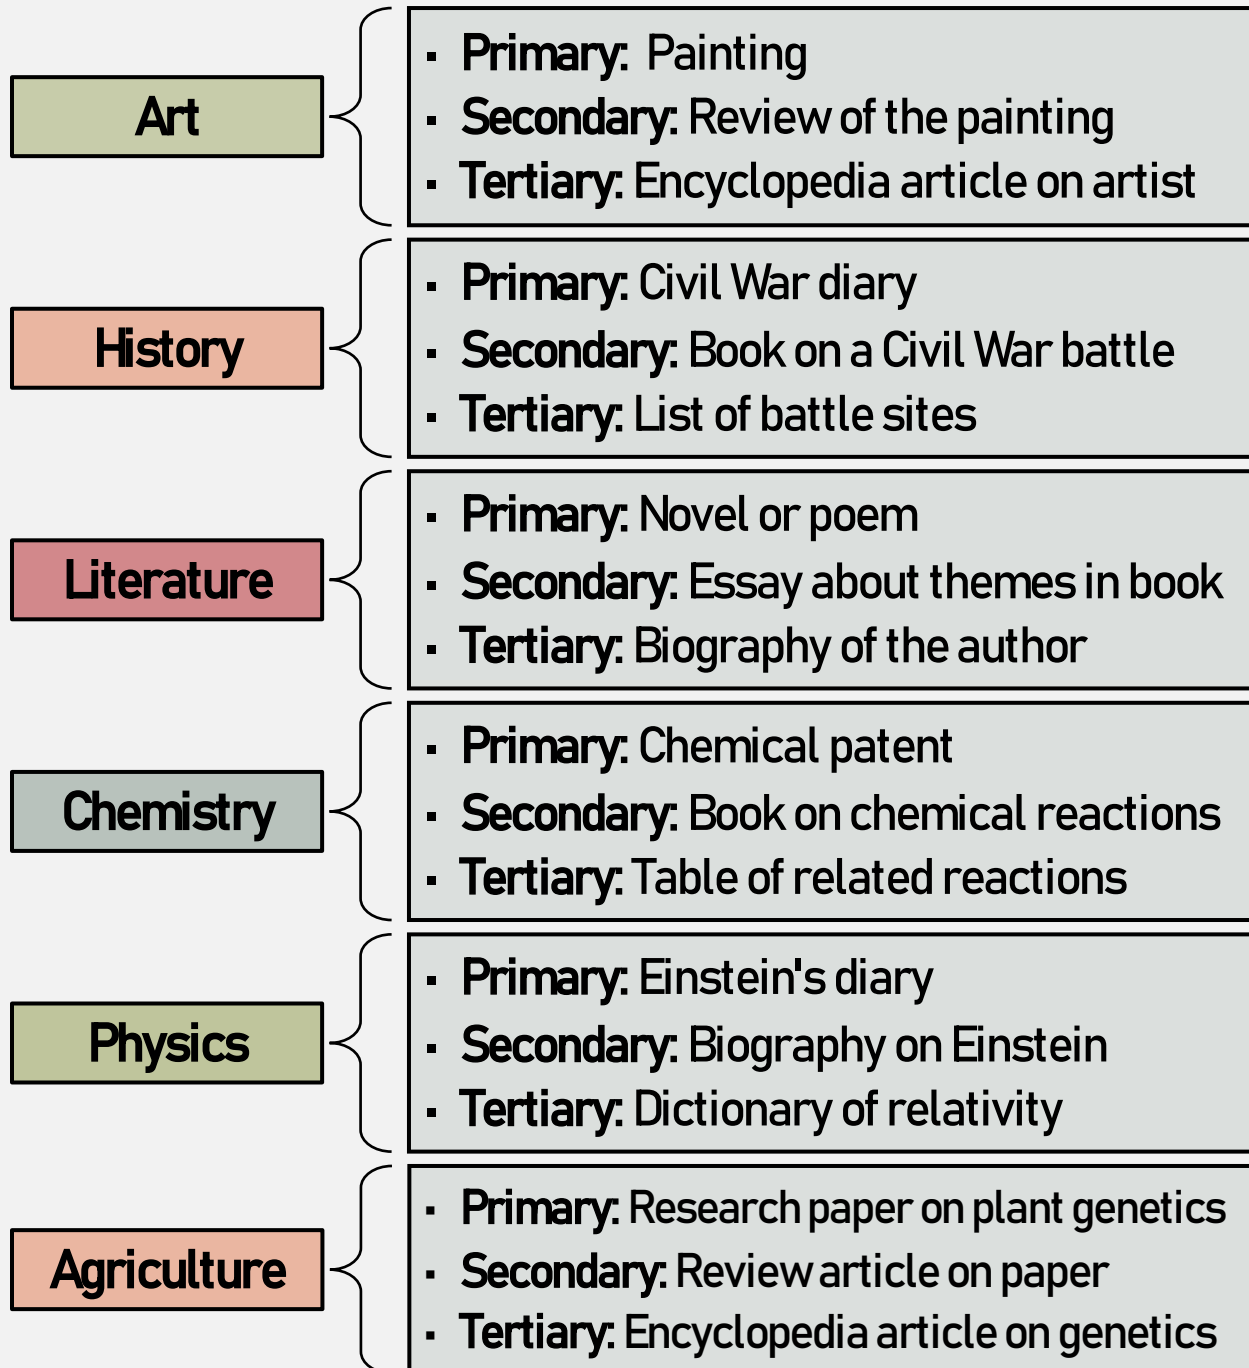 Art
▪ Primary: Painting
▪ Secondary: Review of the painting
▪ Tertiary: Encyclopedia article on artist
History
▪ Primary: Civil War diary
▪ Secondary: Book on a Civil War battle
▪ Tertiary: List of battle sites
Literature
▪ Primary: Novel or poem
▪ Secondary: Essay about themes in book
▪ Tertiary: Biography of the author
Chemistry
▪ Primary: Chemical patent
▪ Secondary: Book on chemical reactions
▪ Tertiary: Table of related reactions
Physics
▪ Primary: Einstein's diary
▪ Secondary: Biography on Einstein
▪ Tertiary: Dictionary of relativity
Agriculture
▪ Primary: Research paper on plant genetics
▪ Secondary: Review article on paper
▪ Tertiary: Encyclopedia article on genetics